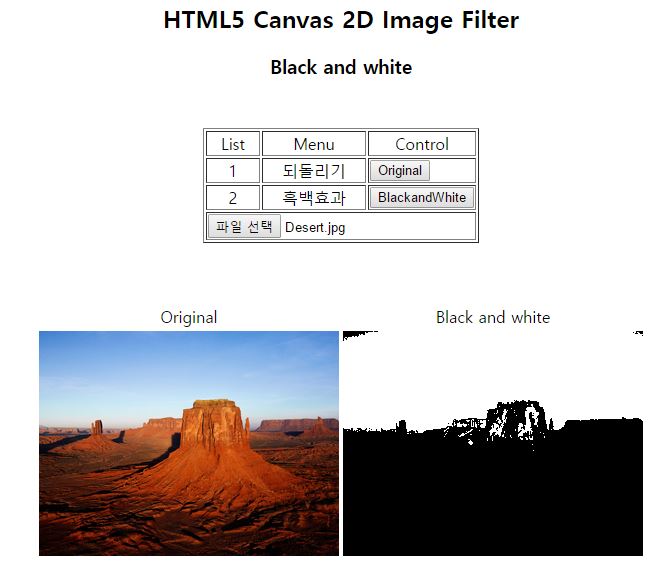 HTML5 Canvas 2D Image Filter
Black and white
List Menu Control
1 되돌리기 Original
2 흑백효과 BlackandWhite
파일 선택 Desert.jpg
Original Black and white